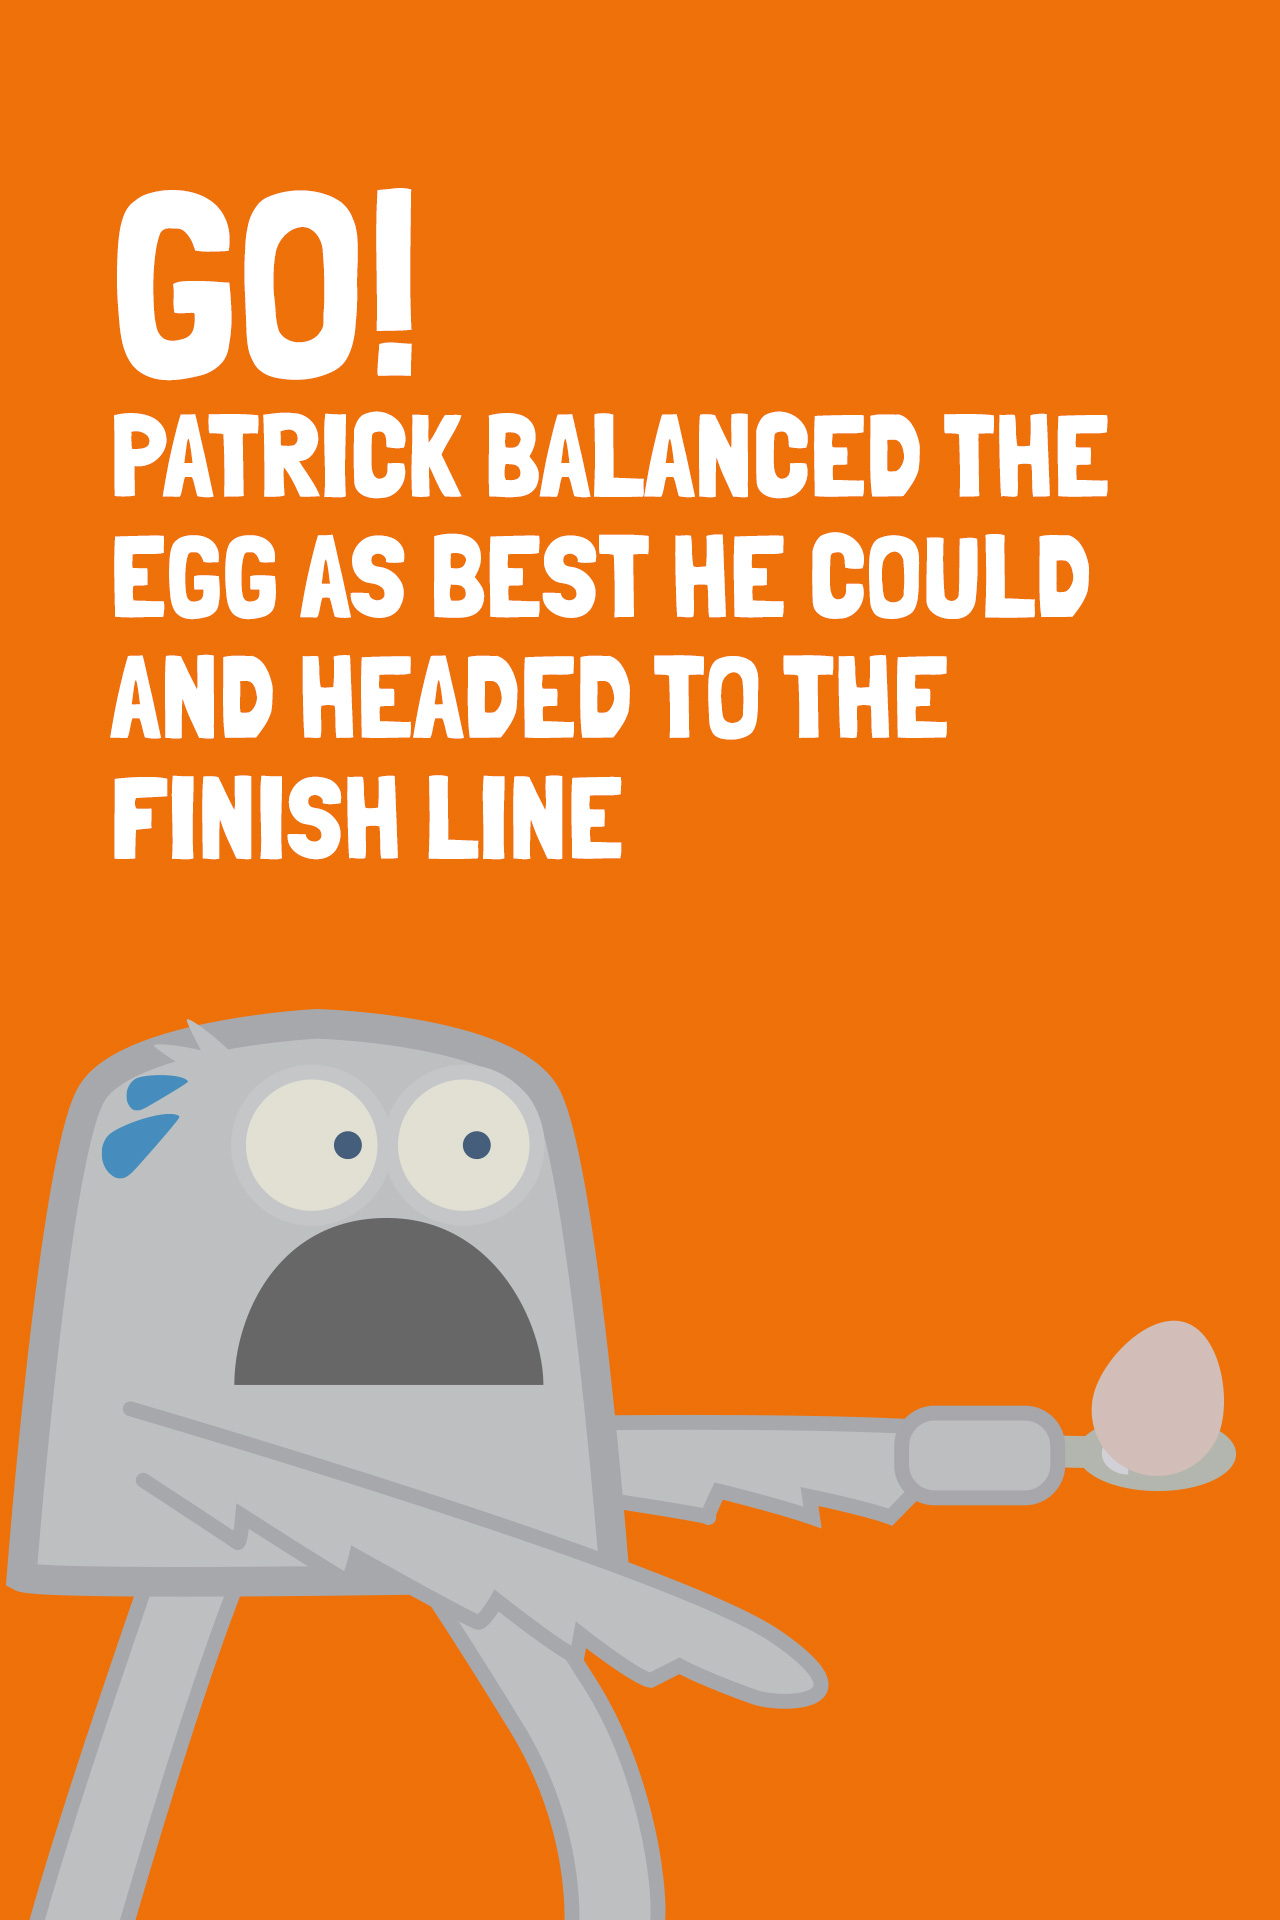 GO!
PATRICK BALANCED THE
EGG AS BEST HE COULD
AND HEADED TO THE
FINISH LINE